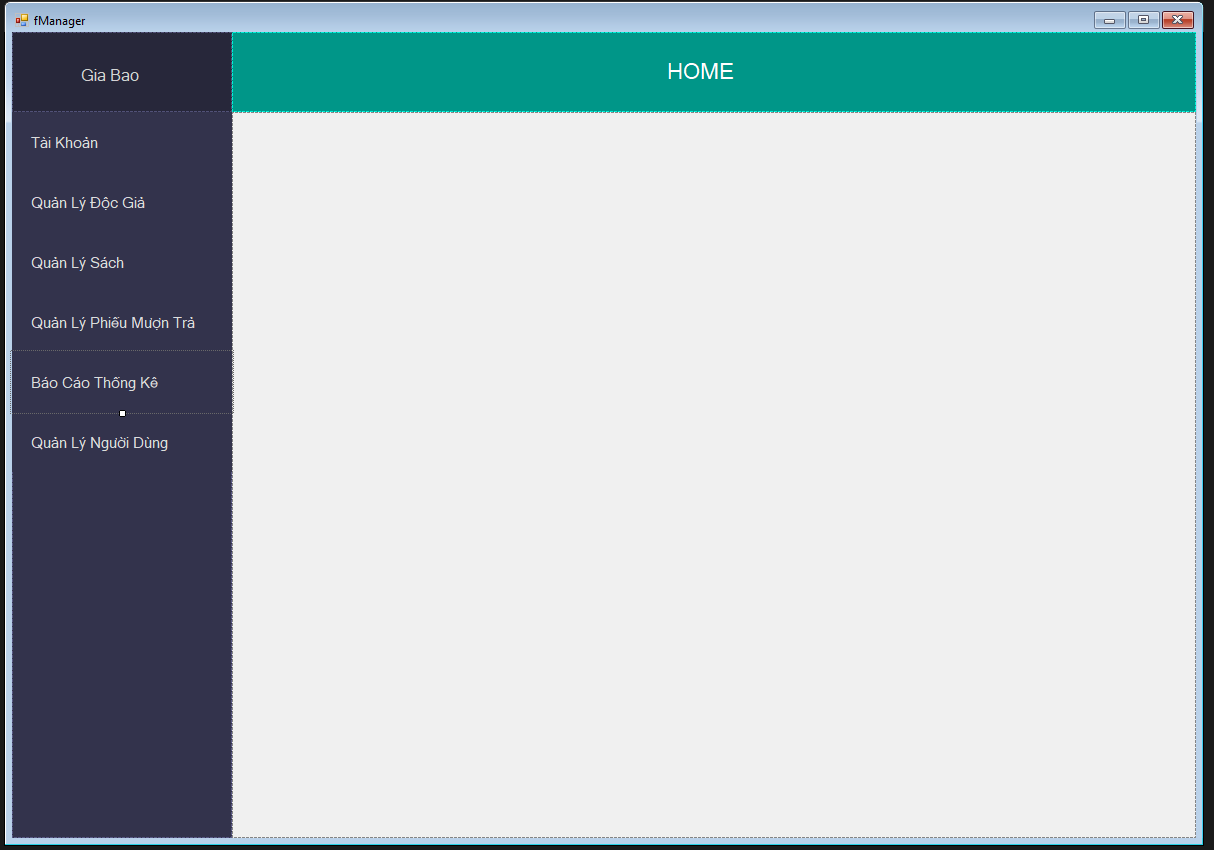 fManager
Gia Bao
HOME
Tài Khoản
Quản Lý Độc Giả
Quản Lý Sách
Quản Lý Phiếu Mượn Trả
Báo Cáo Thống Kê
Quản Lý Người Dùng